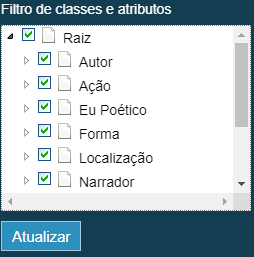 Filtro de classes e atributos
Raiz
Autor
Ação
Eu Poético
Forma
Localização
Narrador
Atualizar